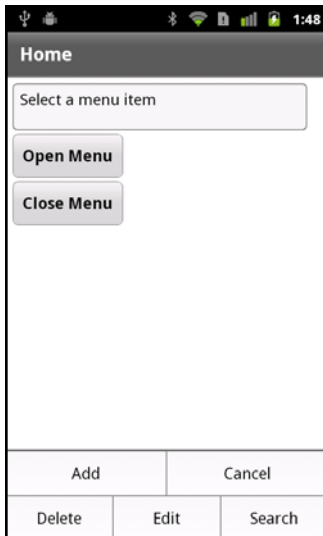 1:48
Home
Select a menu item
Open Menu
Close Menu
Add Cancel
Delete Edit Search